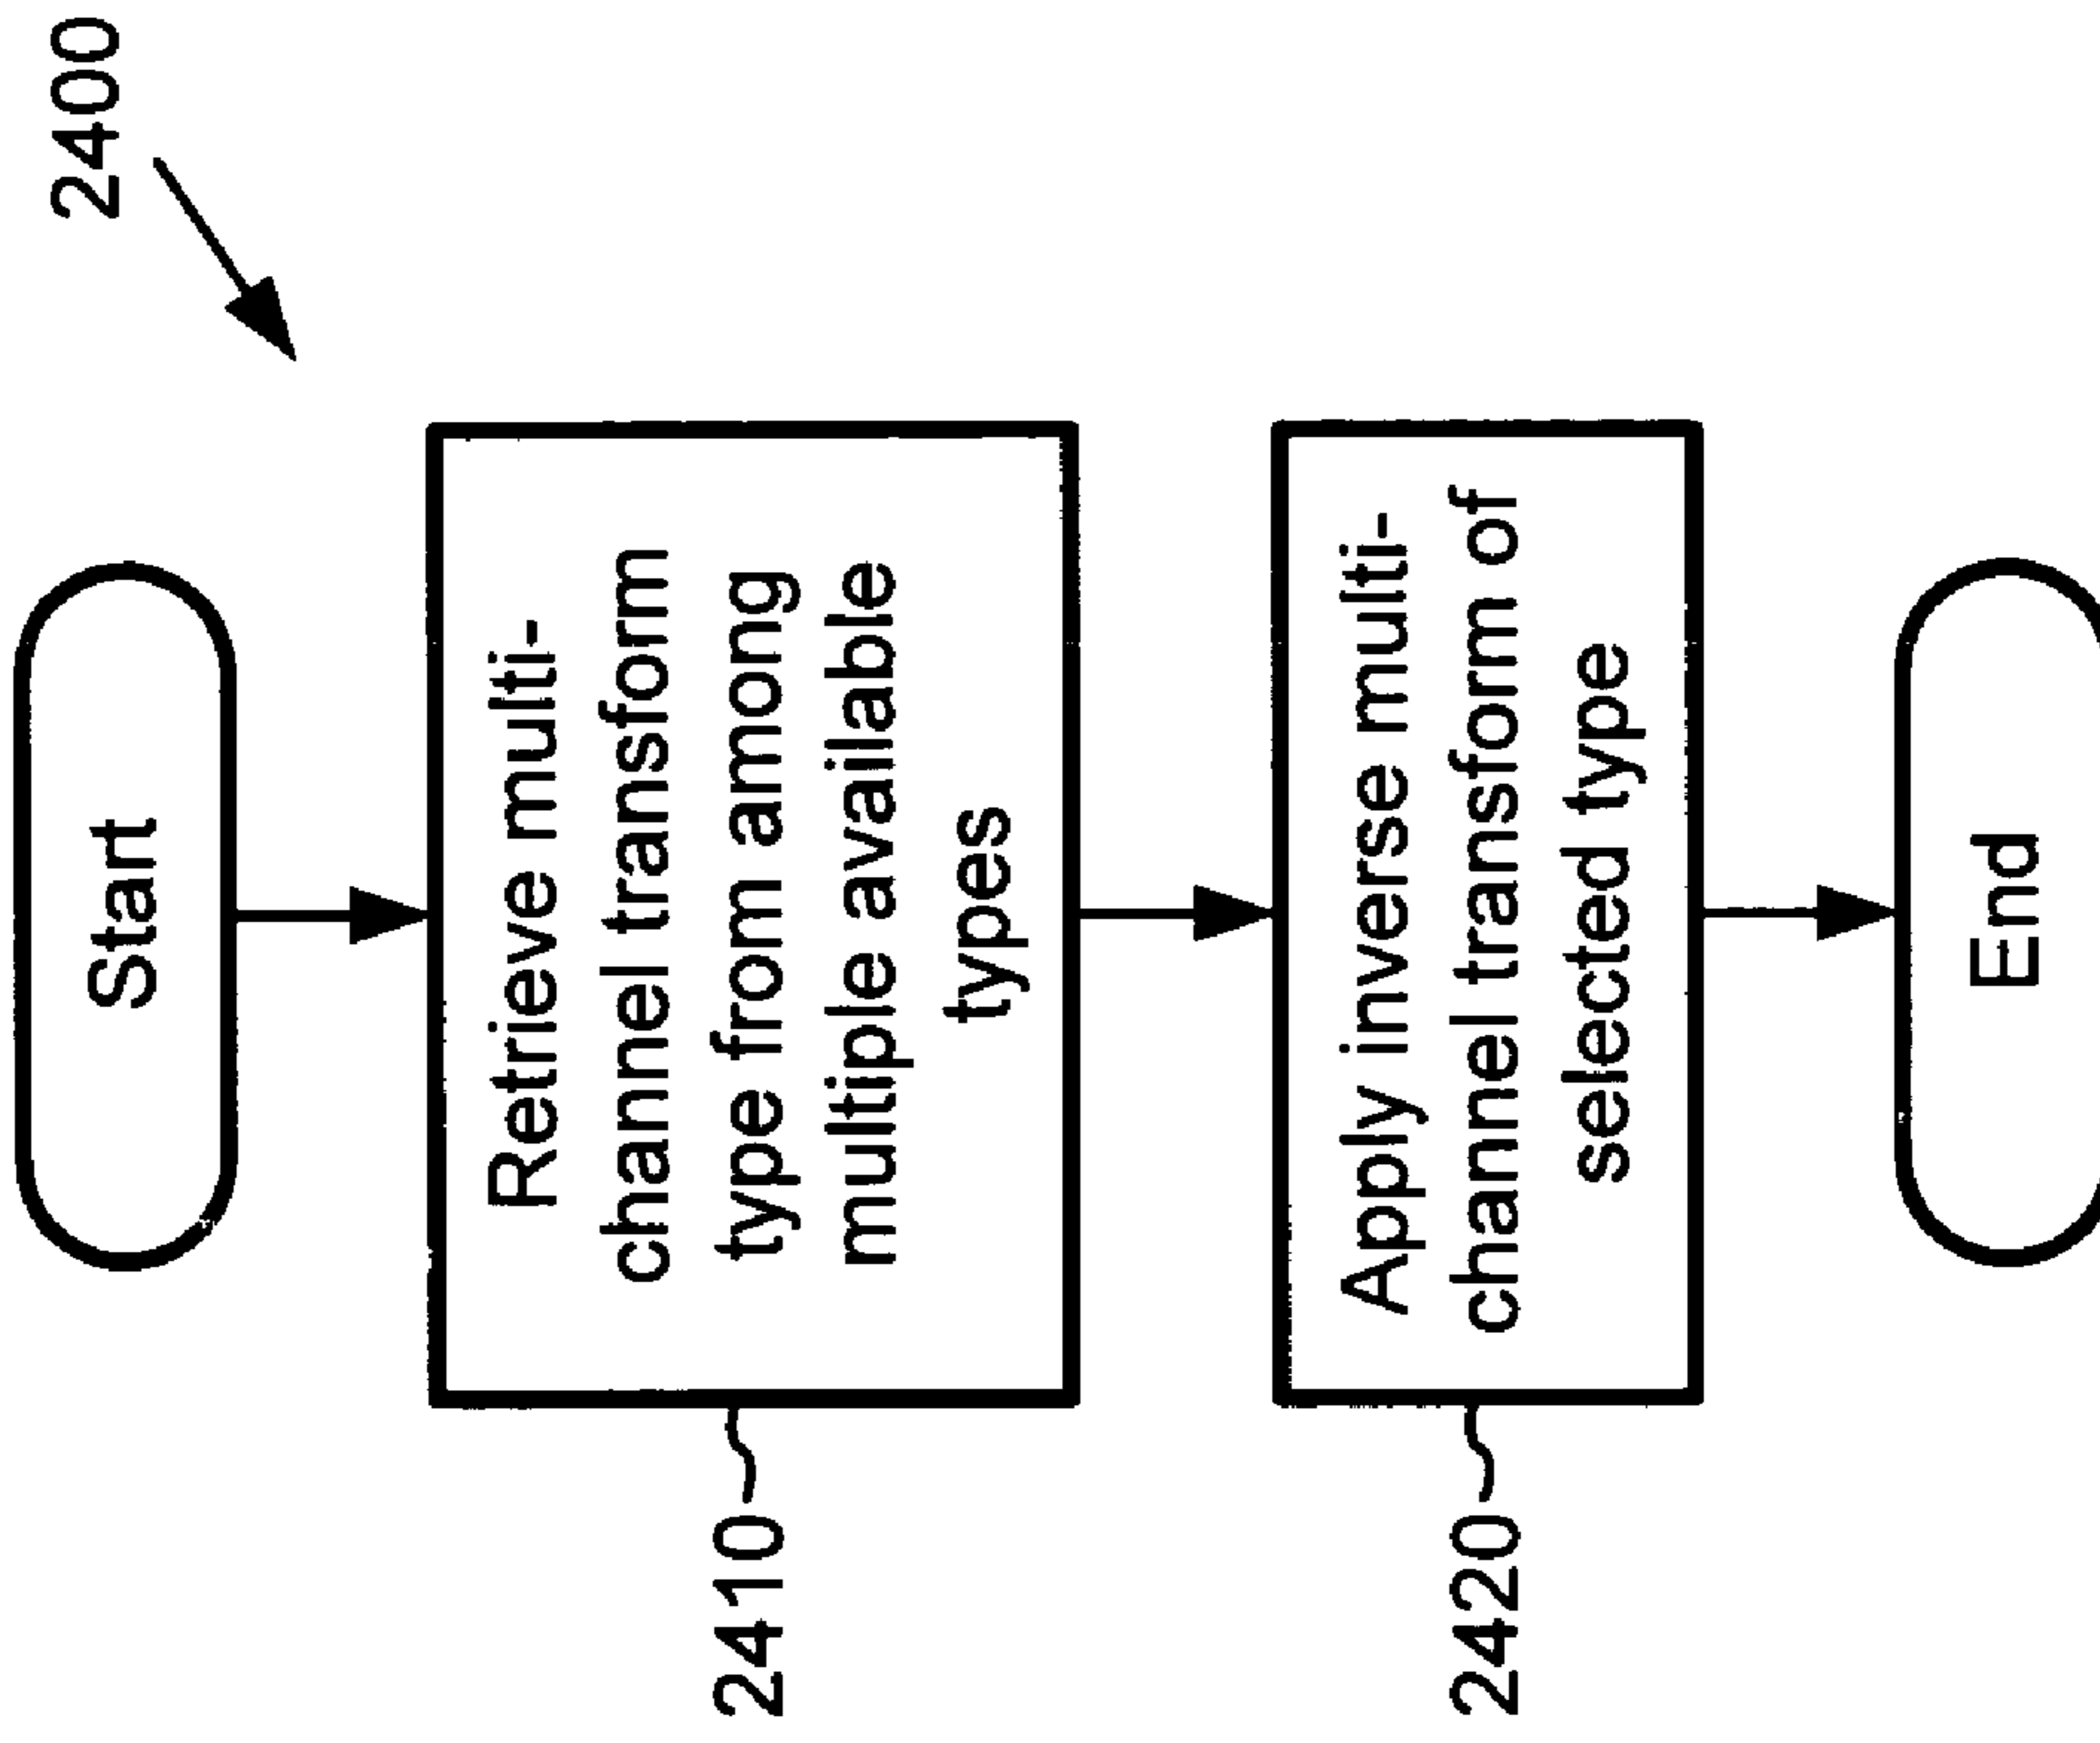 2400
Start
Retrieve multi-
channel transform
type from among
multiple available
types
2410
Apply inverse multi-
channel transform of
selected type
2420
End